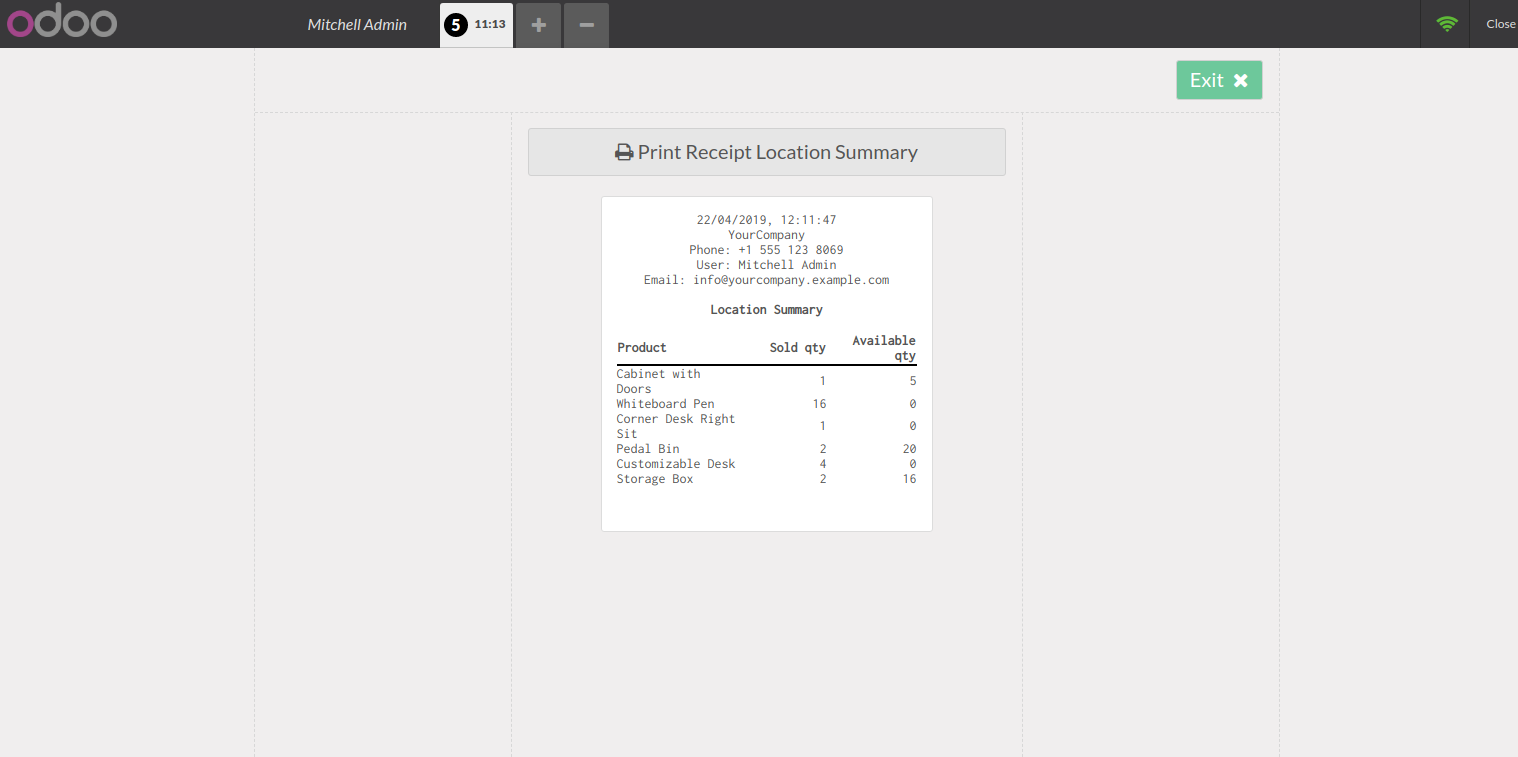 odoo
Mitchell Admin
5 11:13
Close
Exit
Print Receipt Location Summary
22/04/2019, 12:11:47
YourCompany
Phone: +1 555 123 8069
User: Mitchell Admin
Email: info@yourcompany.example.com
Location Summary
Product Sold qty Available
qty
Cabinet with
Doors 1 5
Whiteboard Pen 16 0
Corner Desk Right
Sit 1 0
Pedal Bin 2 20
Customizable Desk 4 0
Storage Box 2 16